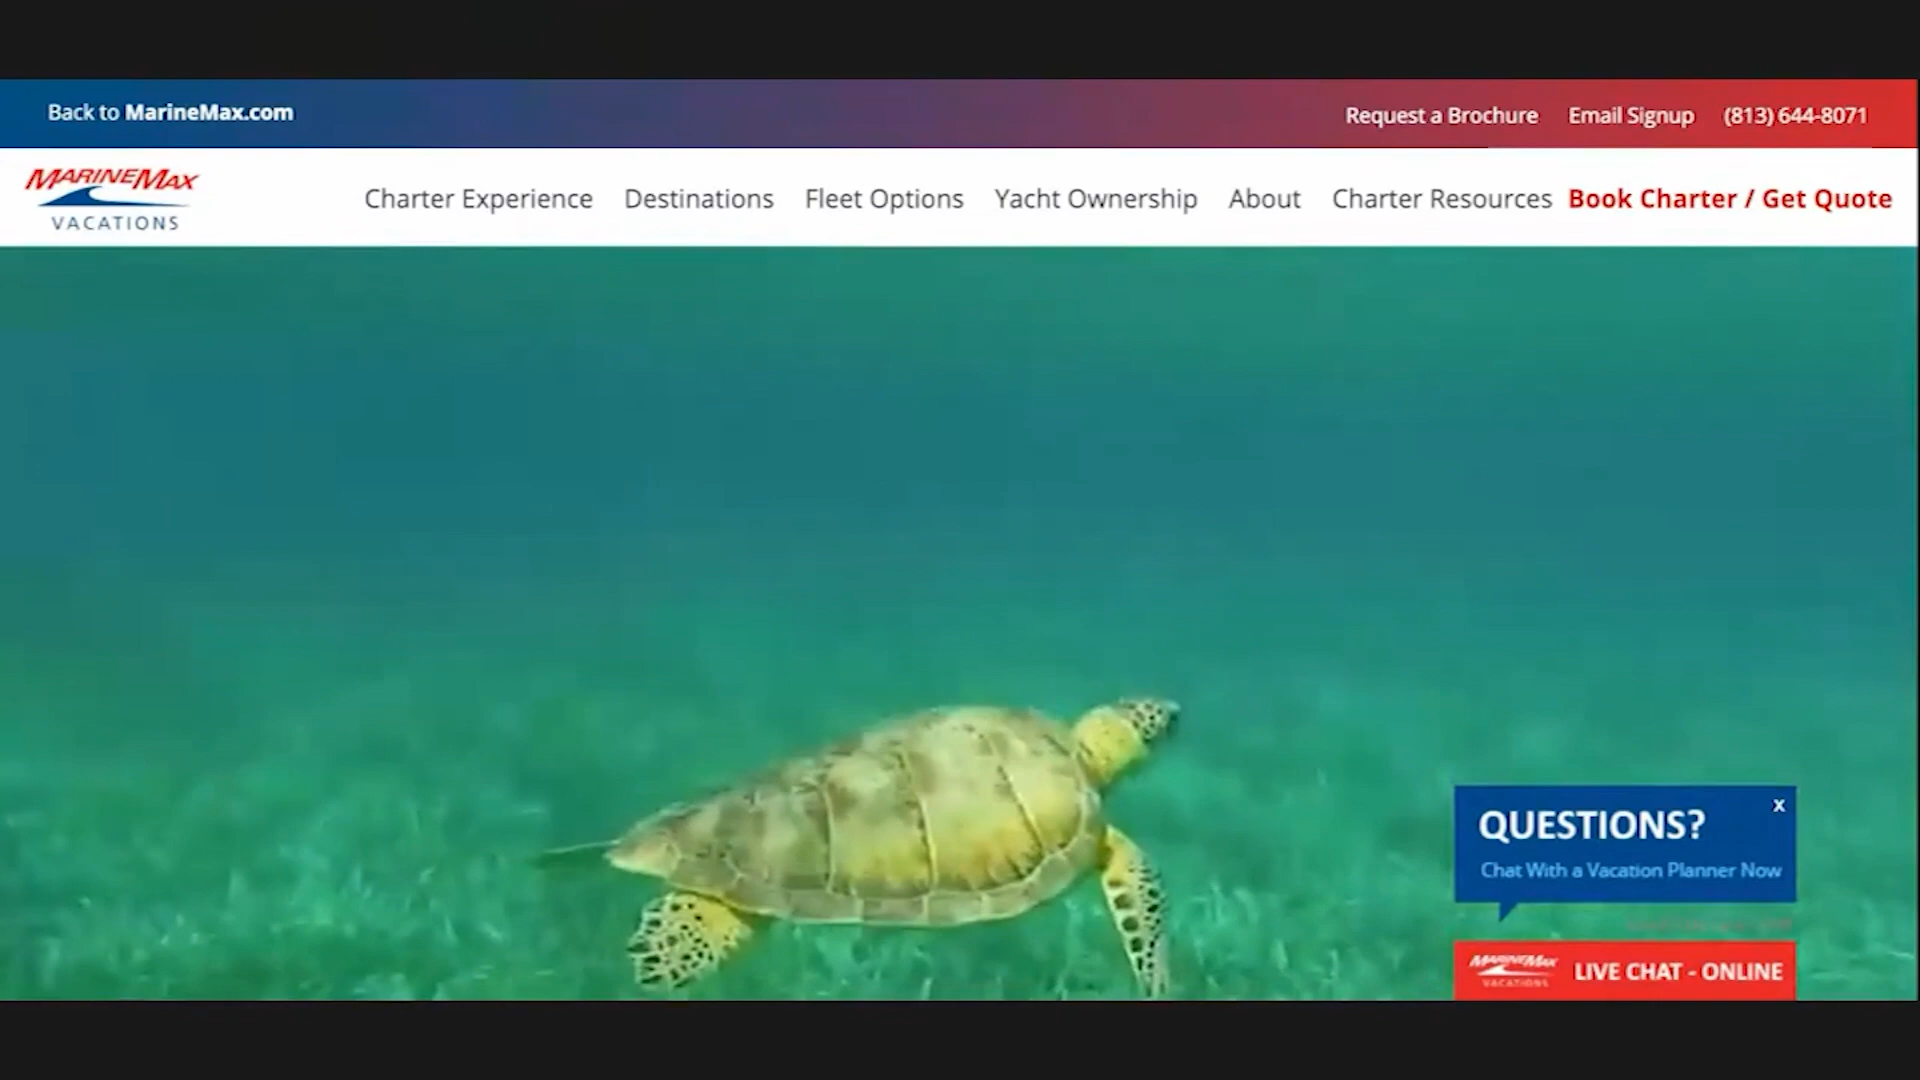 Back to MarineMax.com
Request a Brochure Email Signup (813) 644-8071
MARINEMAX
VACATIONS
Charter Experience Destinations Fleet Options Yacht Ownership About Charter Resources Book Charter / Get Quote
QUESTIONS? x
Chat With a Vacation Planner Now
MARINEMAX
VACATIONS
LIVE CHAT - ONLINE